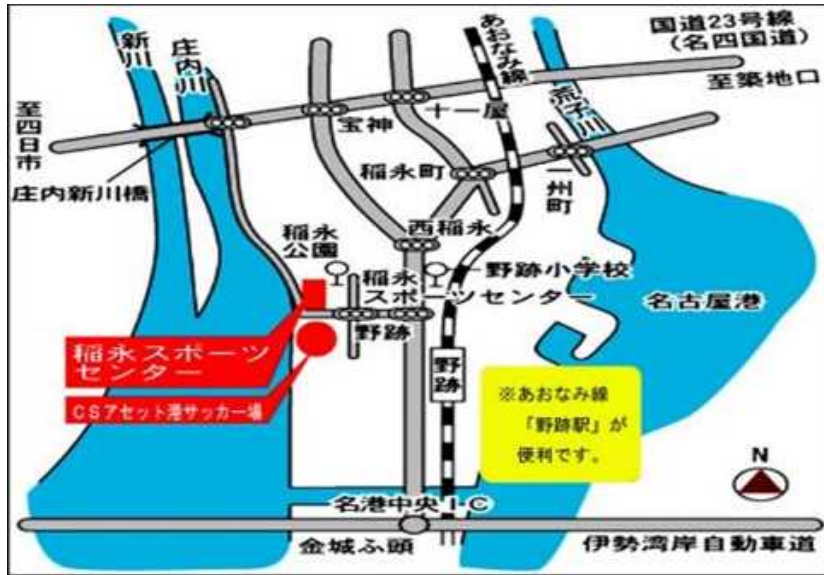 新川
庄内川
あおなみ線
国道23号線
(名四国道)
至築地口
至四日市
宝神
十一屋
荒子川
庄内新川橋
稲永町
一州町
稲永
公園
西稲永
野跡小学校
稲永
スポーツセンター
名古屋港
野跡
稲永スポーツ
センター
CSアセット港サッカー場
野跡
※あおなみ線
「野跡駅」が
便利です。
N
名港中央IC
金城ふ頭
伊勢湾岸自動車道